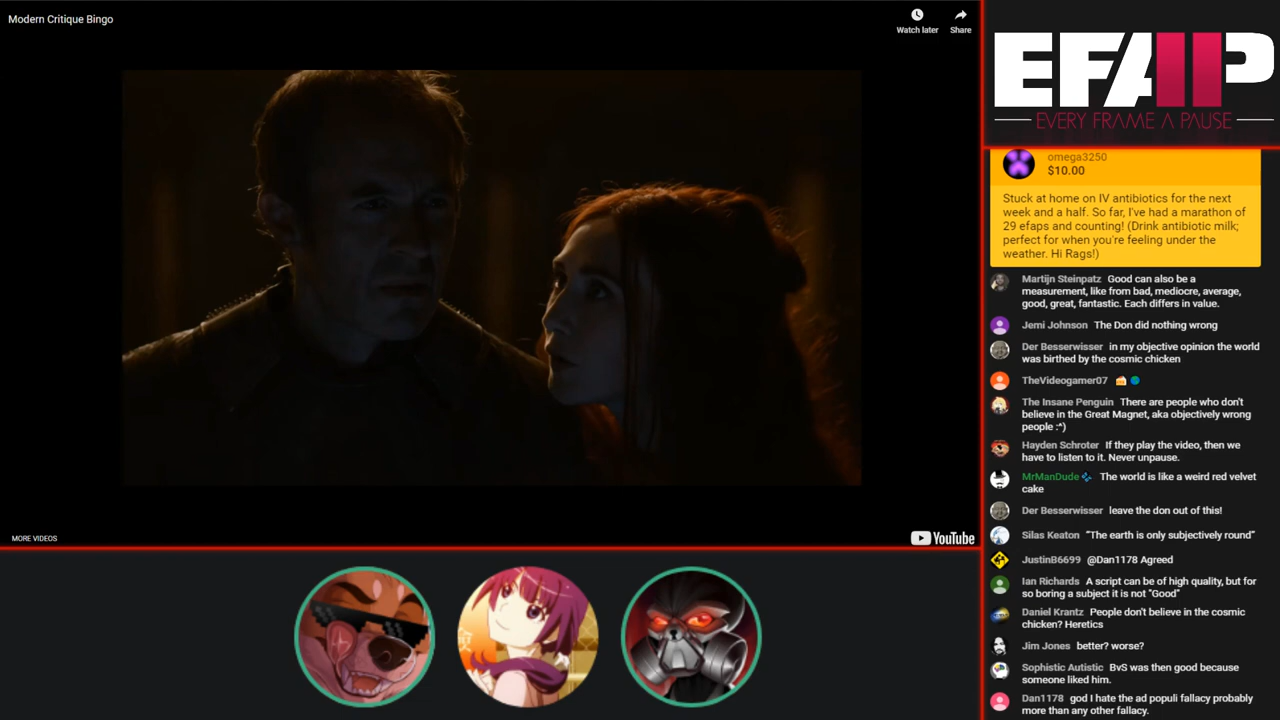 Modern Critique Bingo
Watch later
Share
MORE VIDEOS
YouTube
EFAP
EVERY FRAME A PAUSE
omega3250
$10.00
Stuck at home on IV antibiotics for the next
week and a half. So far, I've had a marathon of
29 efaps and counting! (Drink antibiotic milk;
perfect for when you're feeling under the
weather. Hi Rags!)
Martijn Steinpatz Good can also be a
measurement, like from bad, mediocre, average,
good, great, fantastic. Each differs in value.
Jemi Johnson The Don did nothing wrong
Der Besserwisser in my objective opinion the world
was birthed by the cosmic chicken
TheVideogamer07
The Insane Penguin There are people who don't
believe in the Great Magnet, aka objectively wrong
people :^)
Hayden Schroter If they play the video, then we
have to listen to it. Never unpause.
MrManDude The world is like a weird red velvet
cake
Der Besserwisser leave the don out of this!
Silas Keaton "The earth is only subjectively round"
JustinB6699 @Dan1178 Agreed
Ian Richards A script can be of high quality, but for
so boring a subject it is not "Good"
Daniel Krantz People don't believe in the cosmic
chicken? Heretics
Jim Jones better? worse?
Sophistic Autistic BvS was then good because
someone liked him.
Dan1178 god I hate the ad populi fallacy probably
more than any other fallacy.